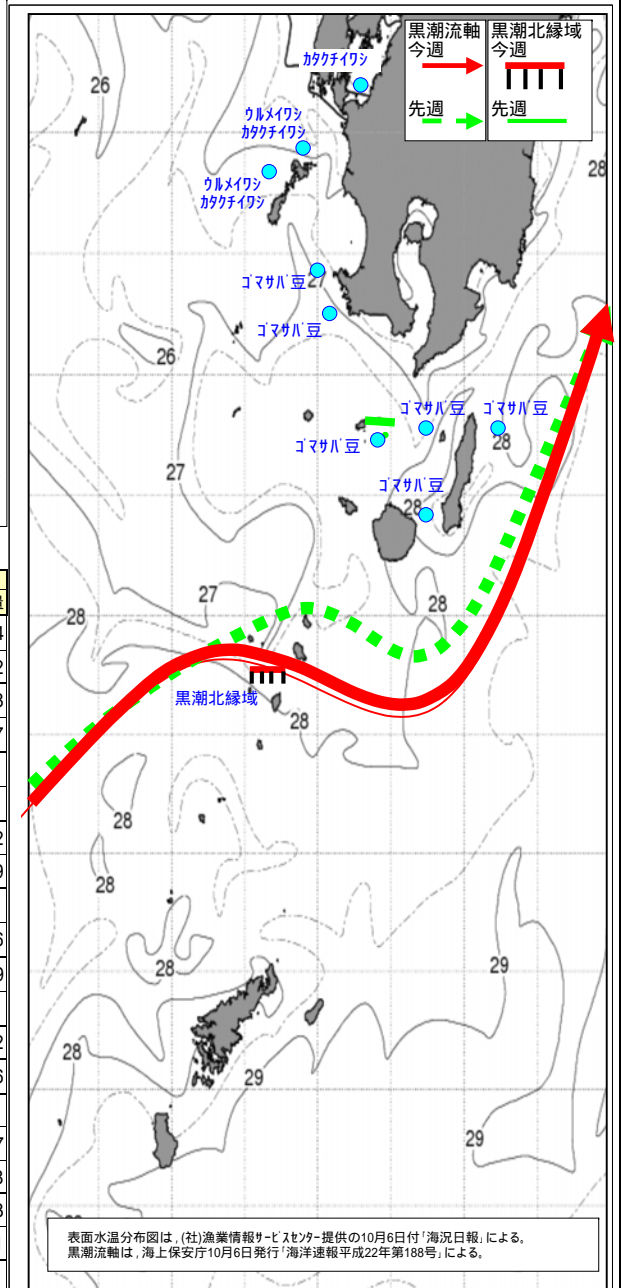 黒潮流軸
今週
先週
黒潮北縁域
今週
先週
カタクチイワシ
26
ウルメイワシ
カタクチイワシ
28
ウルメイワシ
カタクチイワシ
ゴマサバ豆
27
ゴマサバ豆
26
ゴマサバ豆
ゴマサバ豆
ゴマサバ豆
28
27
ゴマサバ豆
28
27
28
28
黒潮北縁域
28
28
28
28
29
28
29
29
表面水温分布図は,(社)漁業情報サービスセンター提供の10月6日付「海況日報」による。
黒潮流軸は,海上保安庁10月6日発行「海洋速報平成22年第188号」による。